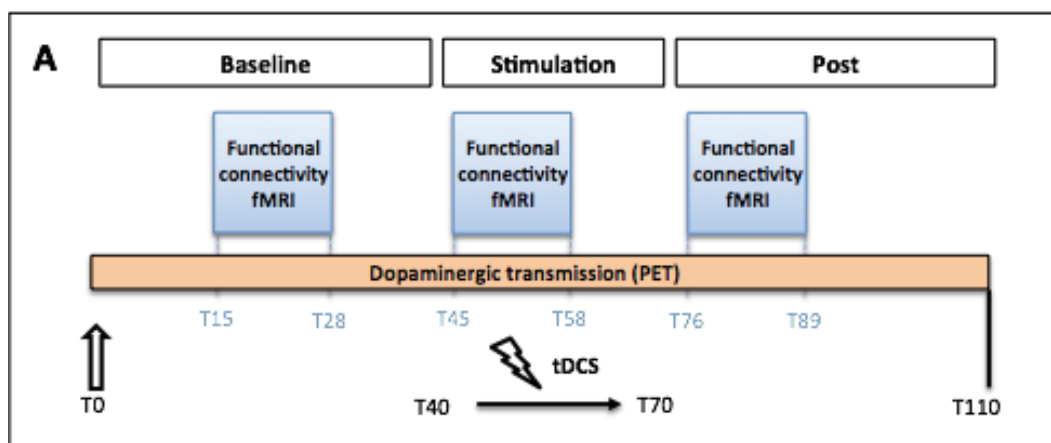 A
Baseline Stimulation Post
Functional Functional Functional
connectivity connectivity connectivity
fMRI fMRI fMRI
Dopaminergic transmission (PET)
T15 T28 T45 T58 T76 T89
tDCS
T0 T40 T70 T110